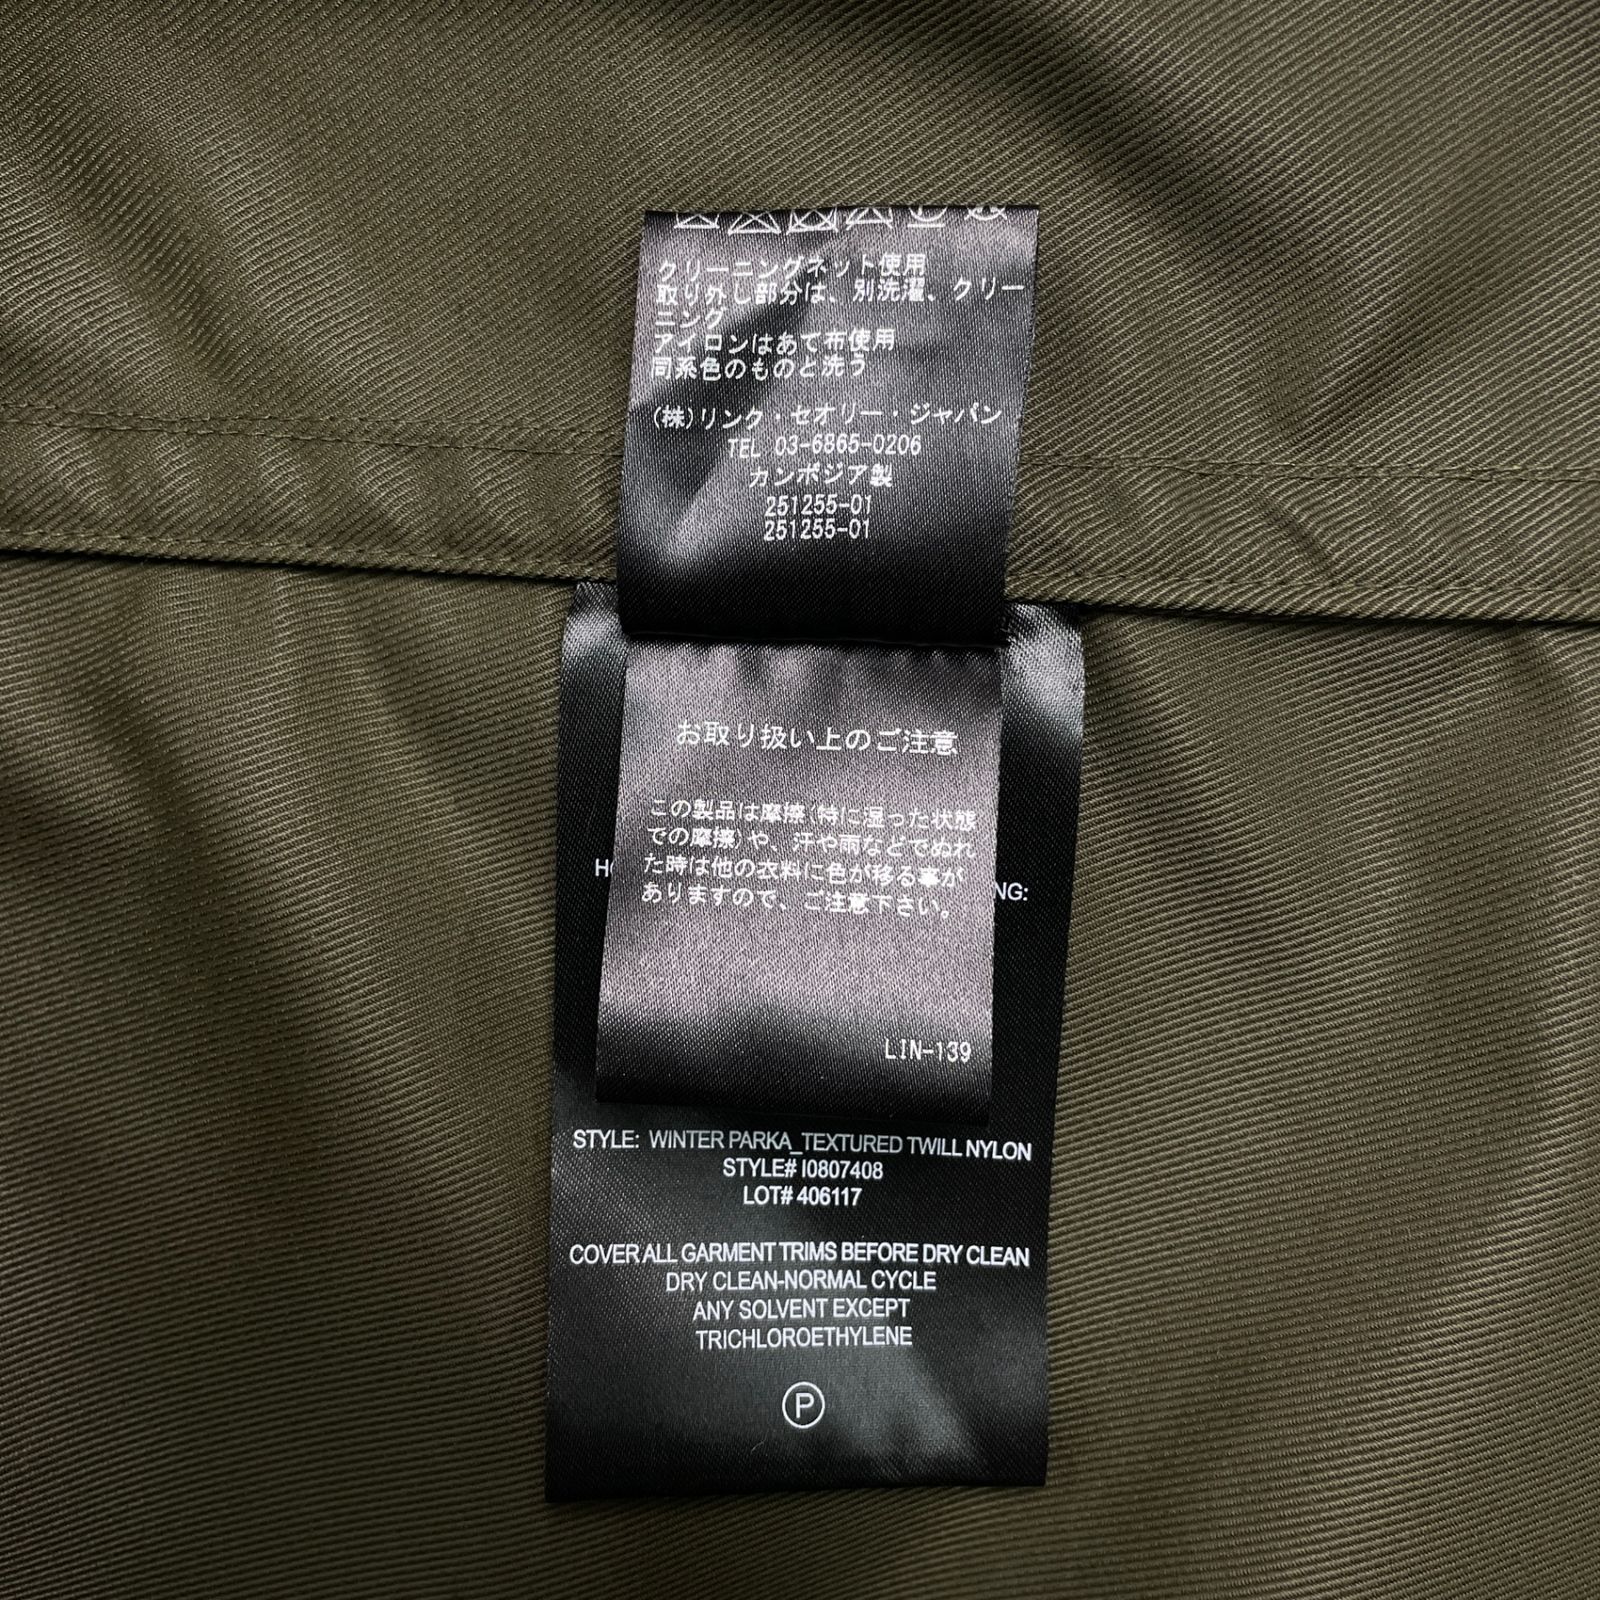 クリーニングネット使用
取り外し部分は、別洗濯、クリー
ニング
アイロンはあて布使用
同系色のものと洗う
(株)リンク・セオリー・ジャパン
TEL 03-6865-0206
カンボジア製
251255-01
251255-01
お取り扱い上のご注意
この製品は摩擦(特に湿った状態
での摩擦)や、汗や雨などでぬれ
た時は他の衣料に色が移る事が
ありますので、ご注意下さい。
NG:
LIN-139
STYLE: WINTER PARKA_TEXTURED TWILL NYLON
STYLE# I0807408
LOT# 406117
COVER ALL GARMENT TRIMS BEFORE DRY CLEAN
DRY CLEAN-NORMAL CYCLE
ANY SOLVENT EXCEPT
TRICHLOROETHYLENE
P